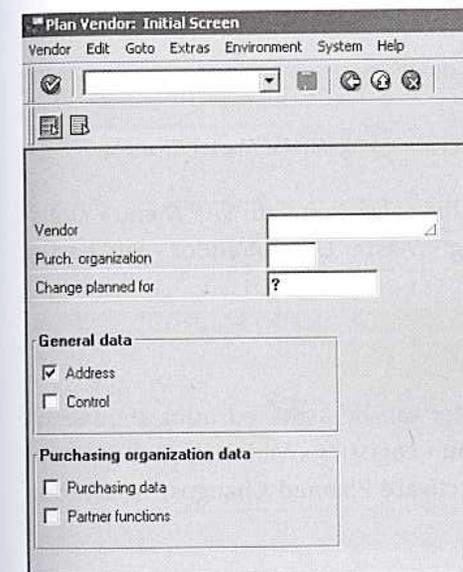 Plan Vendor: Initial Screen
Vendor Edit Goto Extras Environment System Help
Vendor
Purch. organization
Change planned for ?
General data
Address
Control
Purchasing organization data
Purchasing data
Partner functions